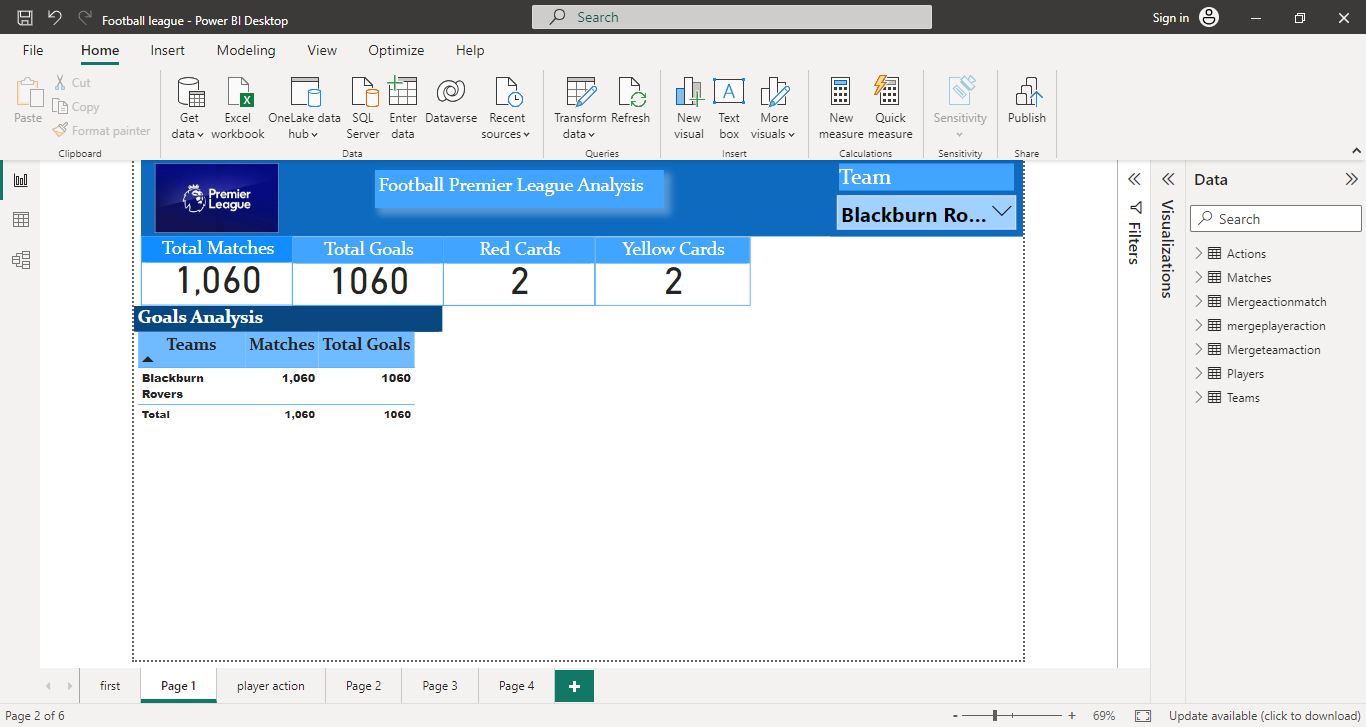 Football league - Power BI Desktop
Search
Sign in
File Home Insert Modeling View Optimize Help
Paste
Cut
Copy
Format painter
Clipboard
Get data
Excel workbook
OneLake data hub
SQL Server
Enter data
Dataverse
Recent sources
Data
Transform data
Refresh
Queries
New visual
Text box
More visuals
Insert
New measure
Quick measure
Calculations
Sensitivity
Sensitivity
Publish
Share
Premier
League
Football Premier League Analysis
Team
Blackburn Ro...
Total Matches Total Goals Red Cards Yellow Cards
1,060 1060 2 2
Goals Analysis
Teams Matches Total Goals
Blackburn Rovers 1,060 1060
Total 1,060 1060
Filters
Visualizations
Data
Search
Actions
Matches
Mergeactionmatch
mergeplayeraction
Mergeteamaction
Players
Teams
first Page 1 player action Page 2 Page 3 Page 4 +
Page 2 of 6
- + 69%
Update available (click to download)